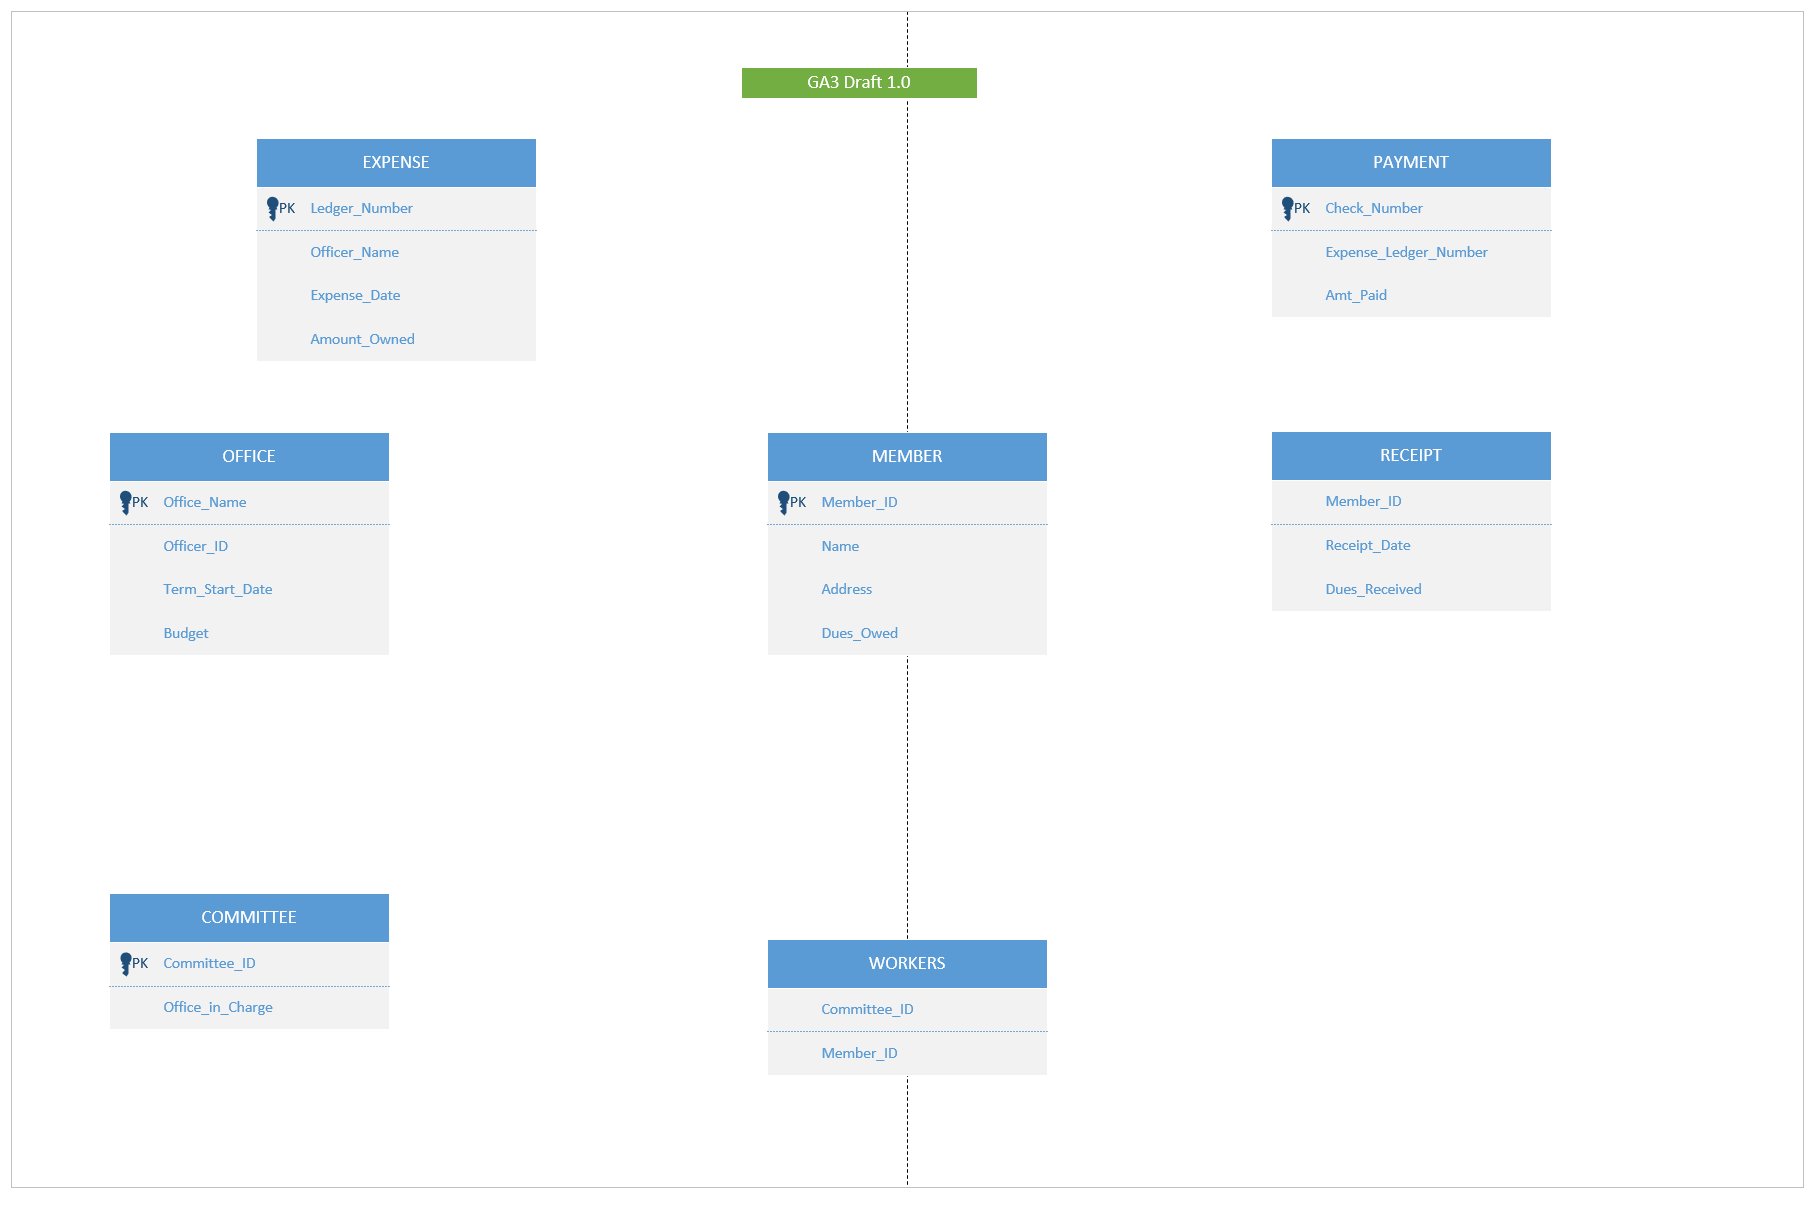 GA3 Draft 1.0
EXPENSE
PK Ledger_Number
Officer_Name
Expense_Date
Amount_Owned
PAYMENT
PK Check_Number
Expense_Ledger_Number
Amt_Paid
OFFICE
PK Office_Name
Officer_ID
Term_Start_Date
Budget
MEMBER
PK Member_ID
Name
Address
Dues_Owed
RECEIPT
Member_ID
Receipt_Date
Dues_Received
COMMITTEE
PK Committee_ID
Office_in_Charge
WORKERS
Committee_ID
Member_ID